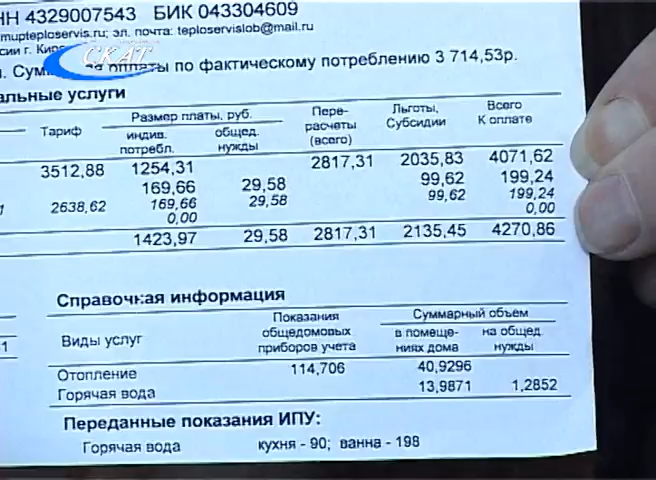 НН 4329007543 БИК 043304609
mupteploservis.ru; эл. почта: teploservislob@mail.ru
сии г.
СКАТ
оплаты по фактическому потреблению 3 714,53р.
альные услуги
Тариф
Размер платы, руб.
индив. потребл.
общед. нужды
Пере-
расчеты
(всего)
Льготы,
Субсидии
Всего
К оплате
3512,88 1254,31 2817,31 2035,83 4071,62
169,66 29,58 99,62 199,24
2638,62 169,66 29,58 99,62 199,24
0,00 0,00
1423,97 29,58 2817,31 2135,45 4270,86
Справочная информация
Виды услуг
Показания
общедомовых
приборов учета
Суммарный объем
в помеще-
ниях дома
на общед.
нужды
Отопление 114,706 40,9296
Горячая вода 13,9871 1,2852
Переданные показания ИПУ:
Горячая вода кухня - 90; ванна - 198